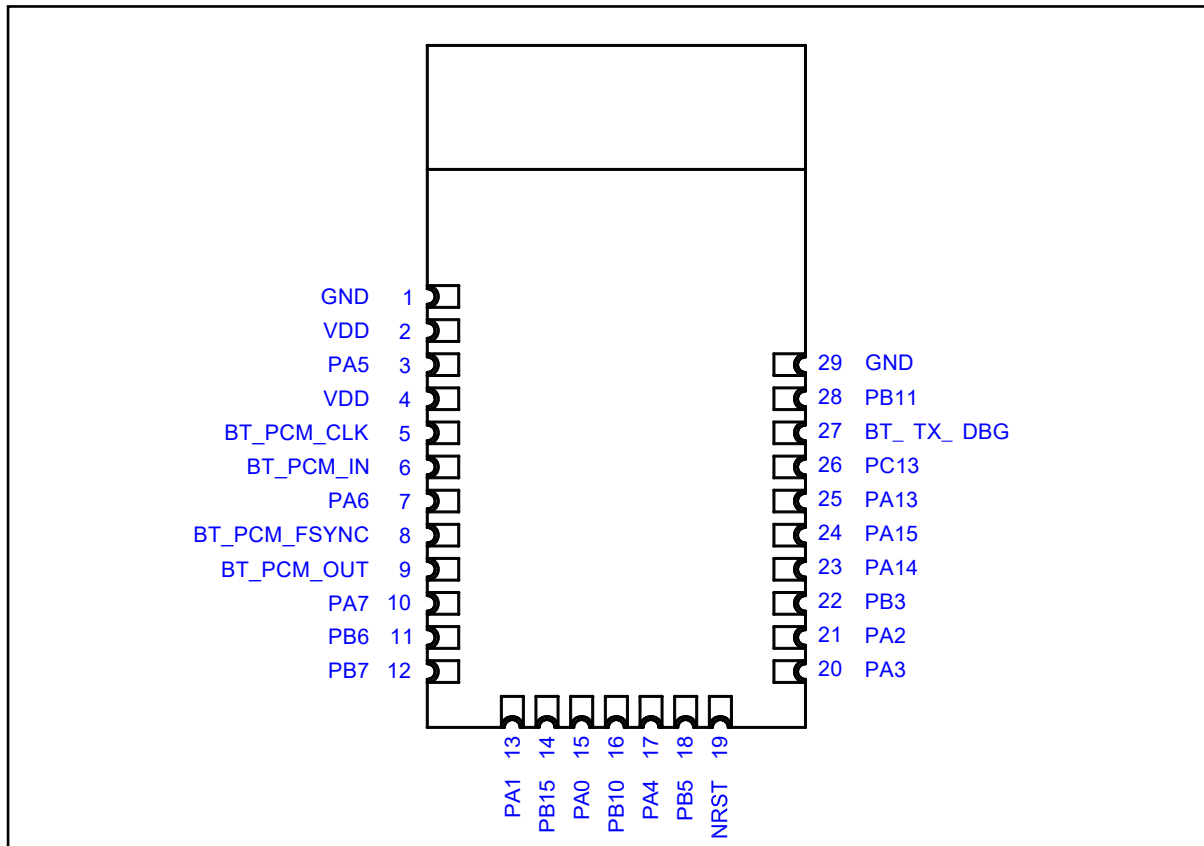 GND 1
VDD 2
PA5 3
VDD 4
BT_PCM_CLK 5
BT_PCM_IN 6
PA6 7
BT_PCM_FSYNC 8
BT_PCM_OUT 9
PA7 10
PB6 11
PB7 12
PA1 13
PB15 14
PA0 15
PB10 16
PA4 17
PB5 18
NRST 19
29 GND
28 PB11
27 BT_ TX_ DBG
26 PC13
25 PA13
24 PA15
23 PA14
22 PB3
21 PA2
20 PA3